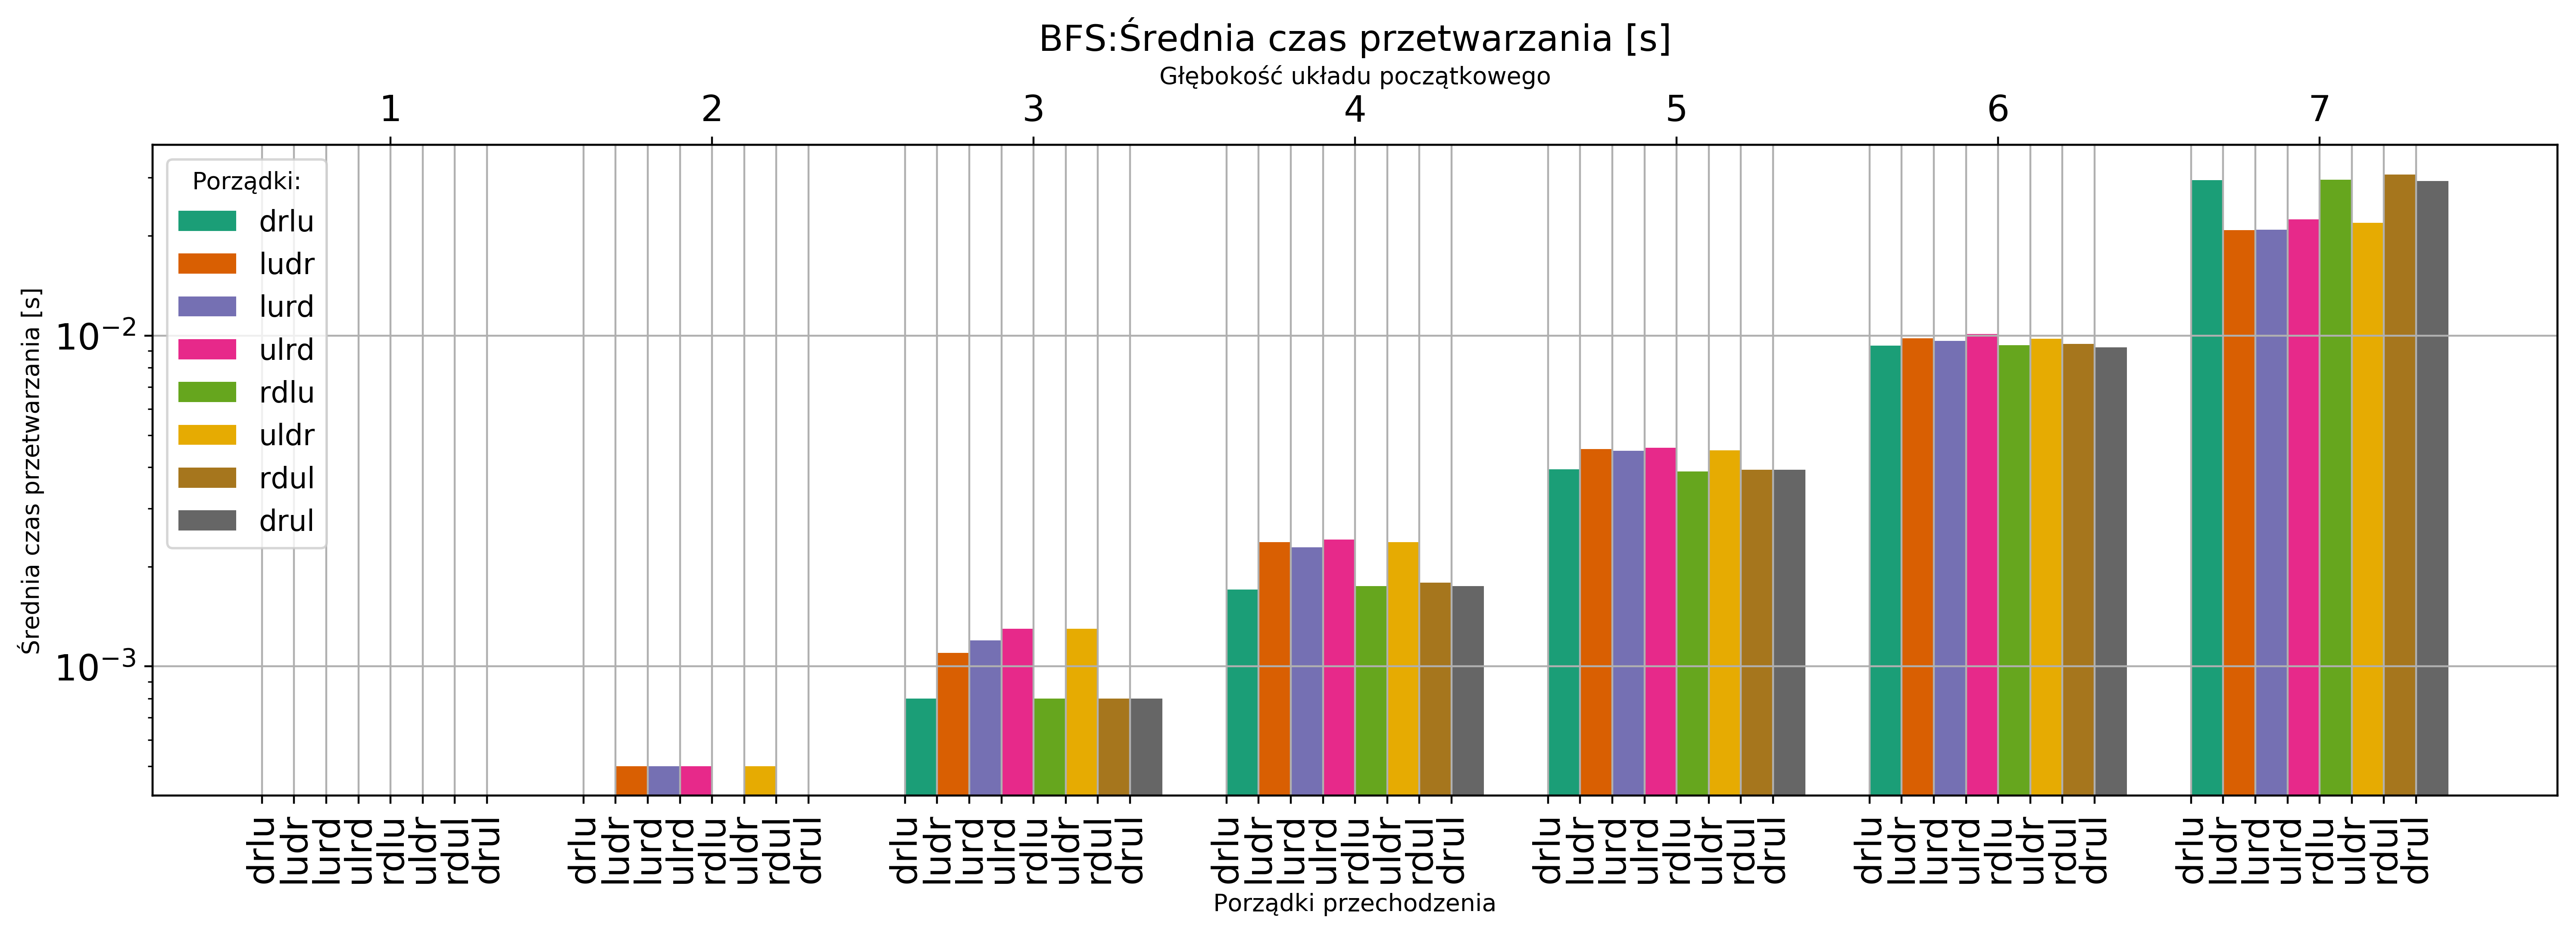 BFS:Średnia czas przetwarzania [s]
Głębokość układu początkowego
1 2 3 4 5 6 7
Średnia czas przetwarzania [s]
10⁻²
10⁻³
Porządki:
drlu
ludr
lurd
ulrd
rdlu
uldr
rdul
drul
drlu ludr lurd ulrd rdlu uldr rdul drul drlu ludr lurd ulrd rdlu uldr rdul drul drlu ludr lurd ulrd rdlu uldr rdul drul drlu ludr lurd ulrd rdlu uldr rdul drul drlu ludr lurd ulrd rdlu uldr rdul drul drlu ludr lurd ulrd rdlu uldr rdul drul drlu ludr lurd ulrd rdlu uldr rdul drul
Porządki przechodzenia